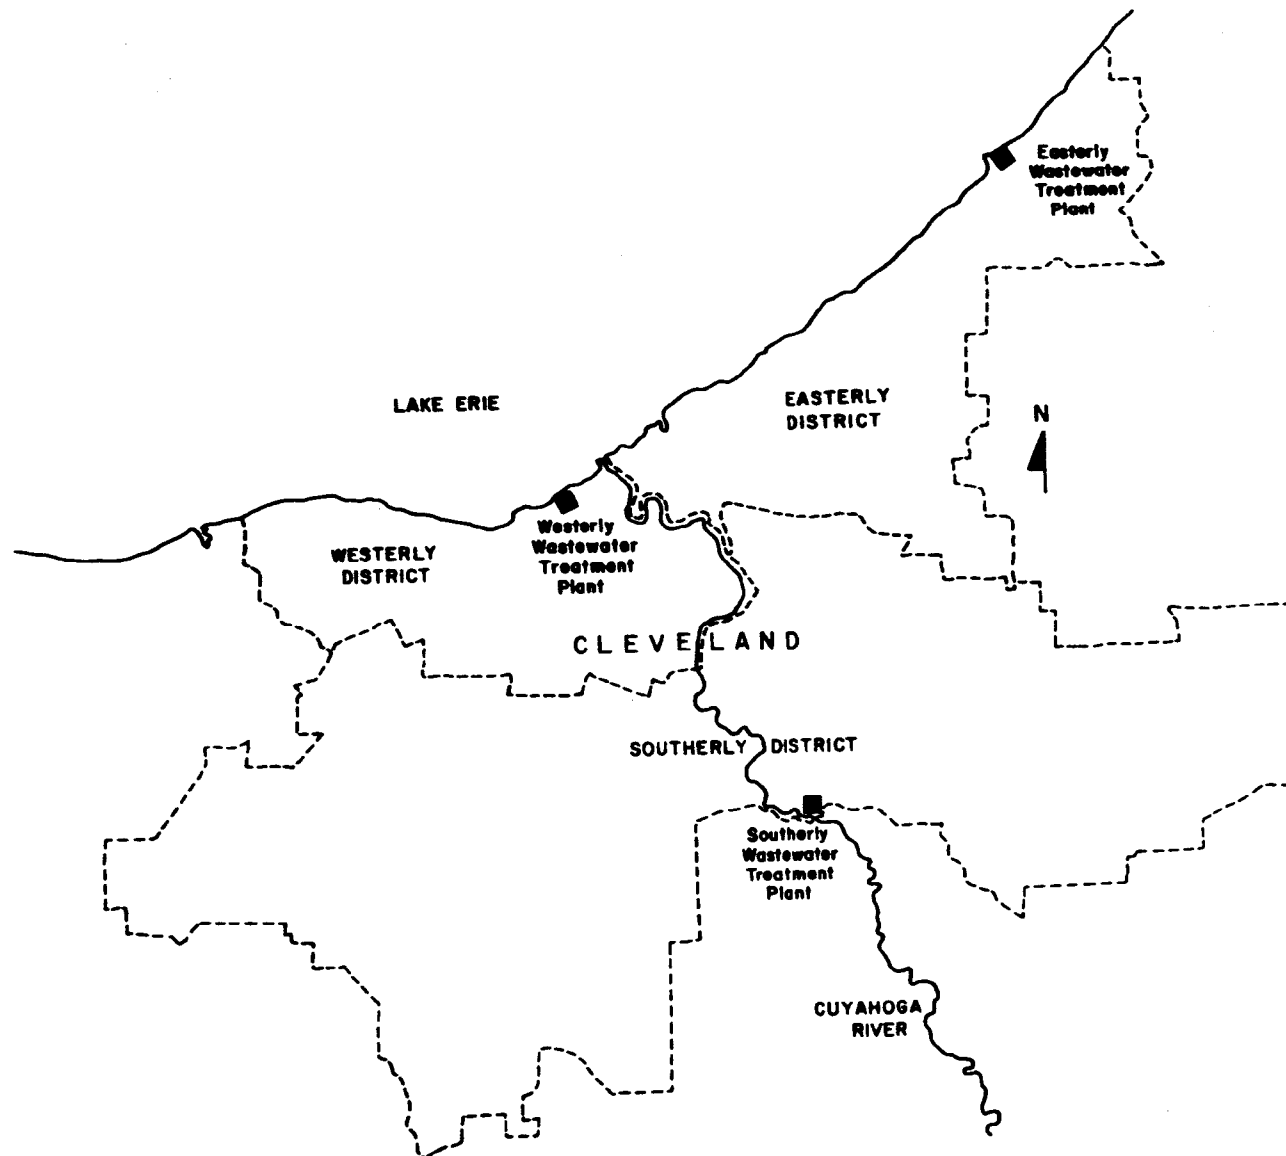 Easterly
Wastewater
Treatment
Plant
LAKE ERIE
EASTERLY
DISTRICT
N
Westerly
Wastewater
Treatment
Plant
WESTERLY
DISTRICT
CLEVELAND
SOUTHERLY DISTRICT
Southerly
Wastewater
Treatment
Plant
CUYAHOGA
RIVER